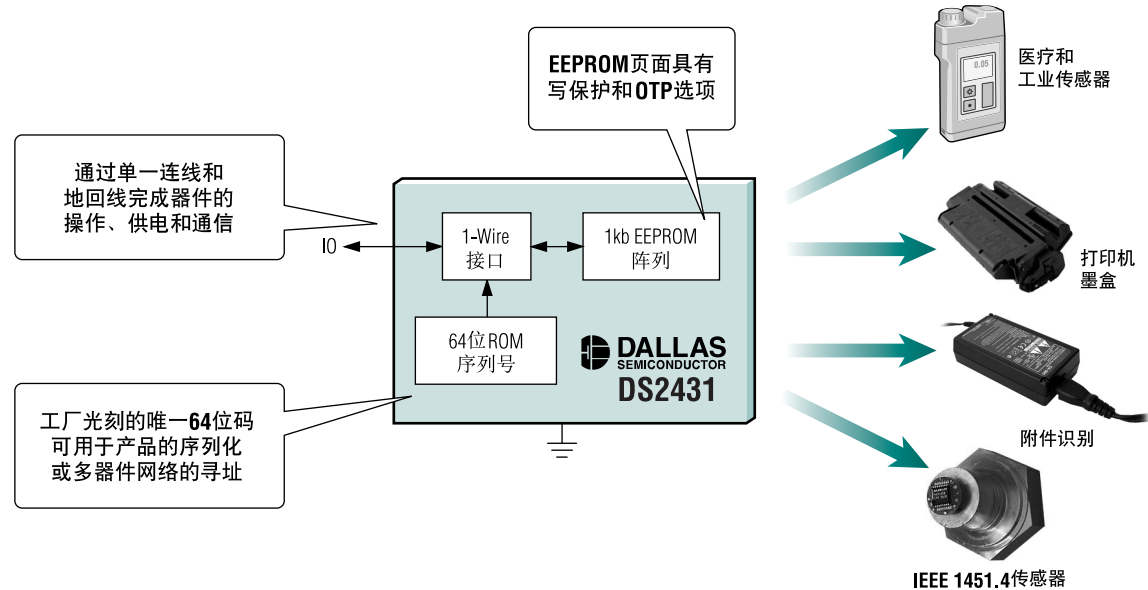 EEPROM页面具有
写保护和OTP选项
通过单一连线和
地回线完成器件的
操作、供电和通信
IO
1-Wire
接口
1kb EEPROM
阵列
64位ROM
序列号
DALLAS
SEMICONDUCTOR
DS2431
工厂光刻的唯一64位码
可用于产品的序列化
或多器件网络的寻址
0.05
医疗和
工业传感器
打印机
墨盒
附件识别
IEEE 1451.4传感器